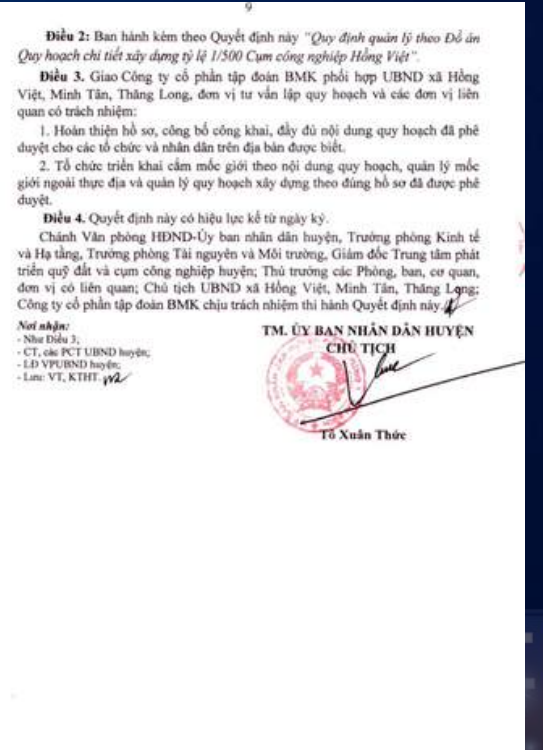 9
Điều 2: Ban hành kèm theo Quyết định này "Quy định quản lý theo Đồ án
Quy hoạch chi tiết xây dựng tỷ lệ 1/500 Cụm công nghiệp Hồng Việt".
Điều 3. Giao Công ty cổ phần tập đoàn BMK phối hợp UBND xã Hồng
Việt, Minh Tân, Thăng Long, đơn vị tư vấn lập quy hoạch và các đơn vị liên
quan có trách nhiệm:
1. Hoàn thiện hồ sơ, công bố công khai, đầy đủ nội dung quy hoạch đã phê
duyệt cho các tổ chức và nhân dân trên địa bàn được biết.
2. Tổ chức triển khai cắm mốc giới theo nội dung quy hoạch, quản lý mốc
giới ngoài thực địa và quản lý quy hoạch xây dựng theo đúng hồ sơ đã được phê
duyệt.
Điều 4. Quyết định này có hiệu lực kể từ ngày ký.
Chánh Văn phòng HĐND-Ủy ban nhân dân huyện, Trưởng phòng Kinh tế
và Hạ tầng, Trưởng phòng Tài nguyên và Môi trường, Giám đốc Trung tâm phát
triển quỹ đất và cụm công nghiệp huyện; Thủ trưởng các Phòng, ban, cơ quan,
đơn vị có liên quan; Chủ tịch UBND xã Hồng Việt, Minh Tân, Thăng Long;
Công ty cổ phần tập đoàn BMK chịu trách nhiệm thi hành Quyết định này.
Nơi nhận:
- Như Điều 3;
- CT, các PCT UBND huyện;
- LĐ VPUBND huyện;
- Lưu: VT, KTHT.
TM. ỦY BAN NHÂN DÂN HUYỆN
CHỦ TỊCH
Tô Xuân Thức